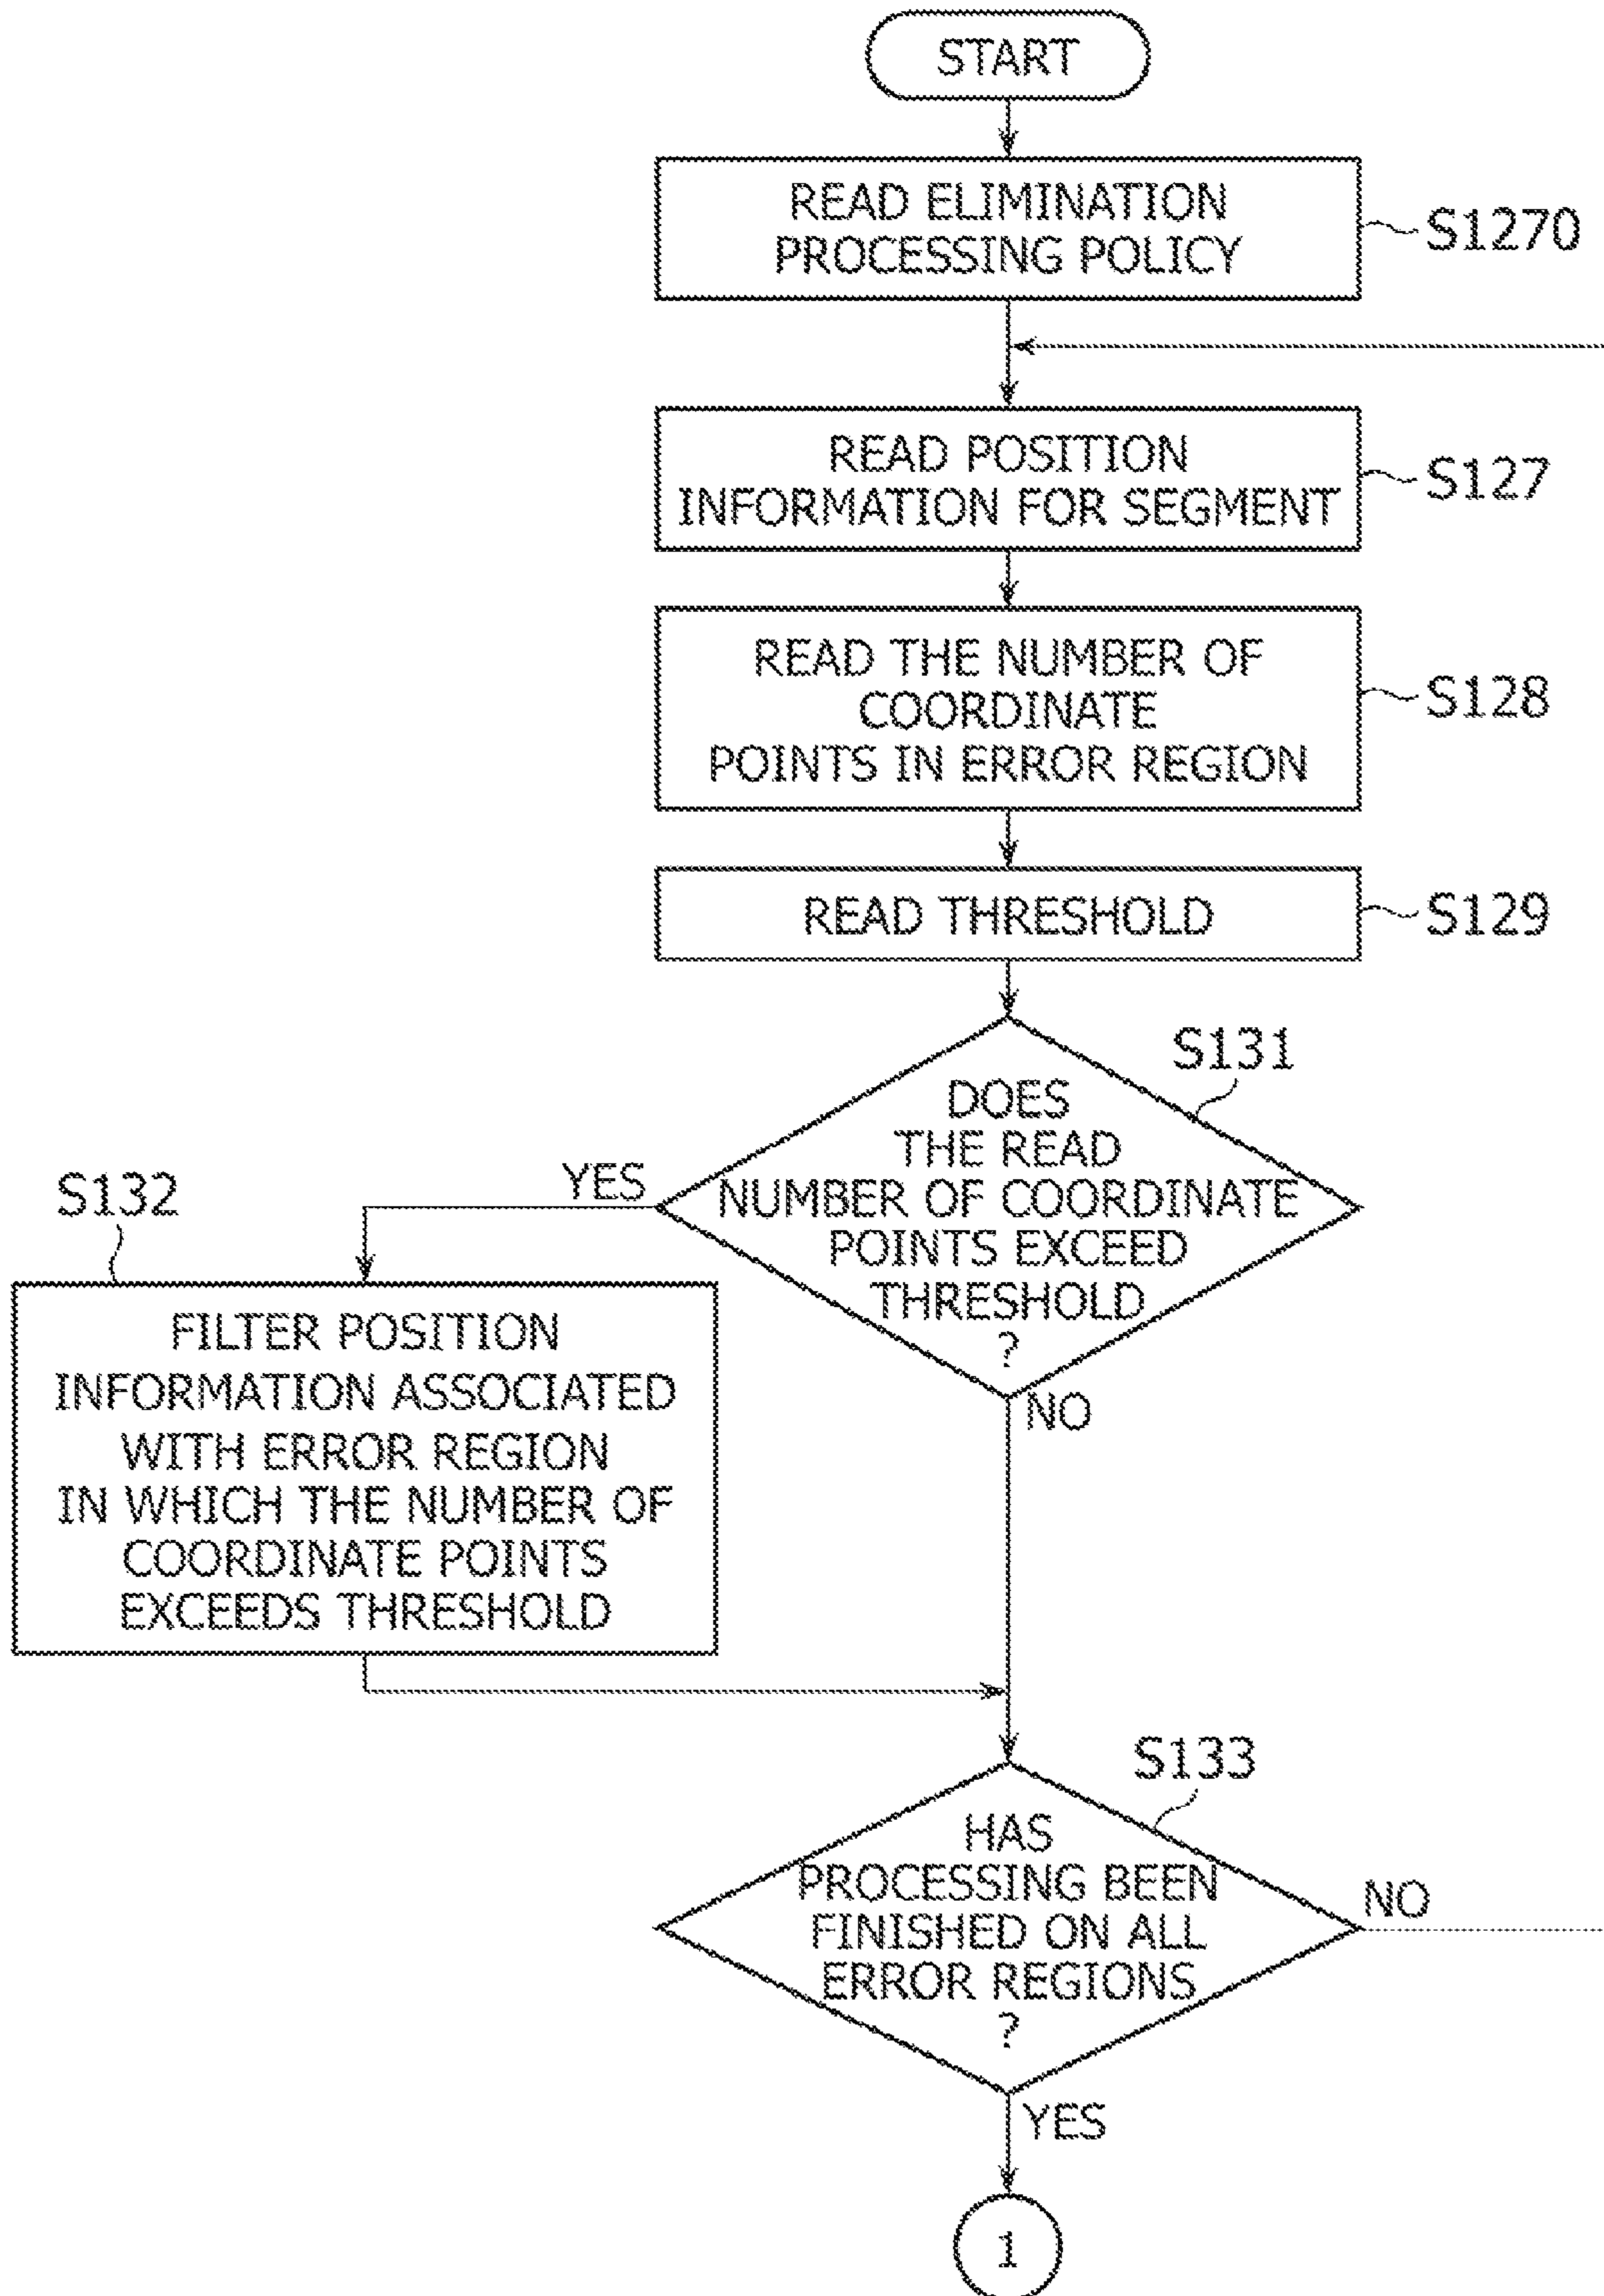 START
READ ELIMINATION
PROCESSING POLICY
S1270
READ POSITION
INFORMATION FOR SEGMENT
S127
READ THE NUMBER OF
COORDINATE
POINTS IN ERROR REGION
S128
READ THRESHOLD
S129
S131
DOES
THE READ
NUMBER OF COORDINATE
POINTS EXCEED
THRESHOLD
?
YES
NO
S132
FILTER POSITION
INFORMATION ASSOCIATED
WITH ERROR REGION
IN WHICH THE NUMBER OF
COORDINATE POINTS
EXCEEDS THRESHOLD
S133
HAS
PROCESSING BEEN
FINISHED ON ALL
ERROR REGIONS
?
NO
YES
1